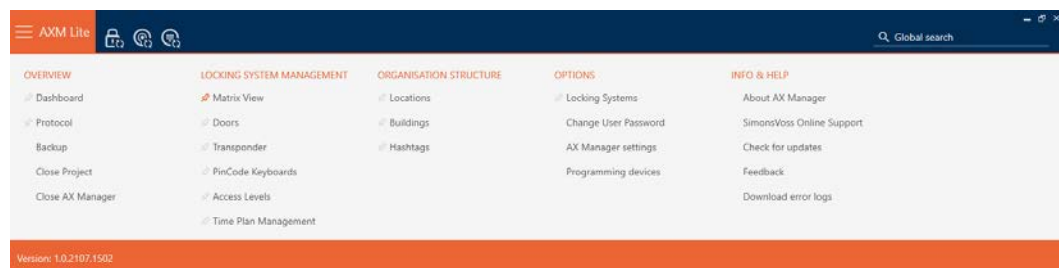 AXM Lite
Global search
OVERVIEW
Dashboard
Protocol
Backup
Close Project
Close AX Manager
LOCKING SYSTEM MANAGEMENT
Matrix View
Doors
Transponder
PinCode Keyboards
Access Levels
Time Plan Management
ORGANISATION STRUCTURE
Locations
Buildings
Hashtags
OPTIONS
Locking Systems
Change User Password
AX Manager settings
Programming devices
INFO & HELP
About AX Manager
SimonsVoss Online Support
Check for updates
Feedback
Download error logs
Version: 1.0.2107.1502